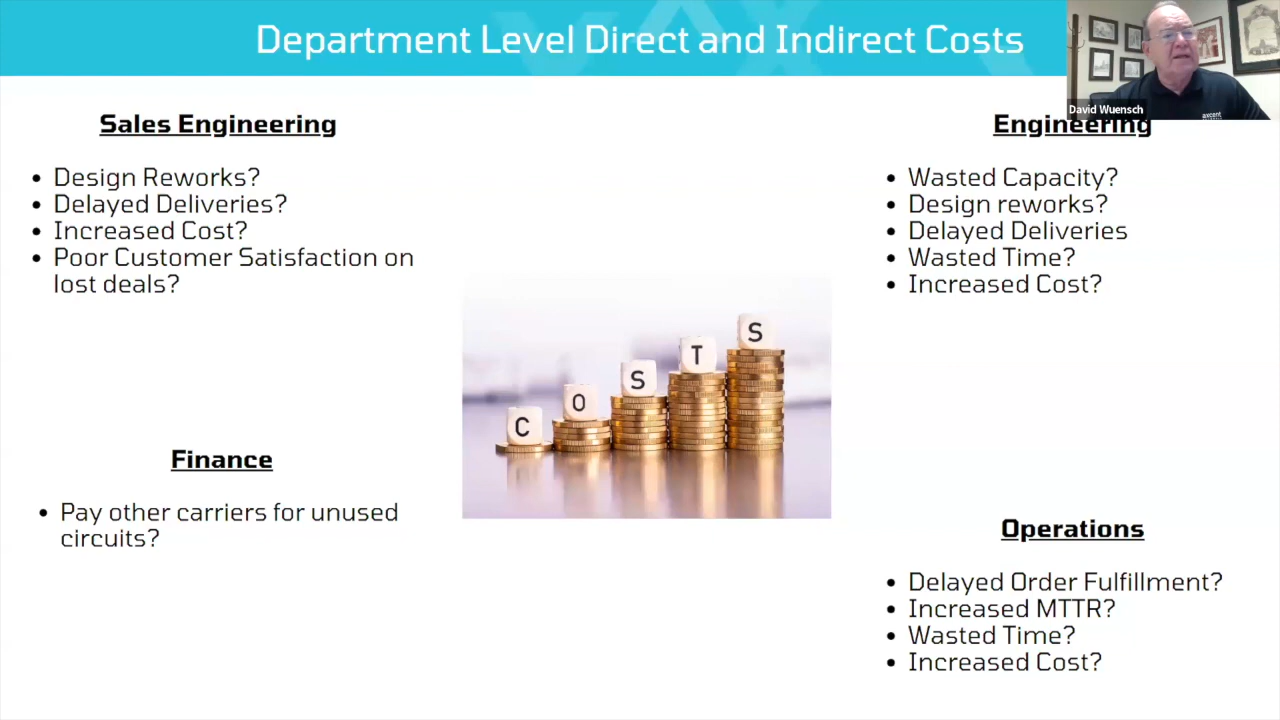 Department Level Direct and Indirect Costs
David Wuensch
axcent
Sales Engineering
• Design Reworks?
• Delayed Deliveries?
• Increased Cost?
• Poor Customer Satisfaction on
lost deals?
Engineering
• Wasted Capacity?
• Design reworks?
• Delayed Deliveries
• Wasted Time?
• Increased Cost?
C O S T S
Finance
• Pay other carriers for unused
circuits?
Operations
• Delayed Order Fulfillment?
• Increased MTTR?
• Wasted Time?
• Increased Cost?